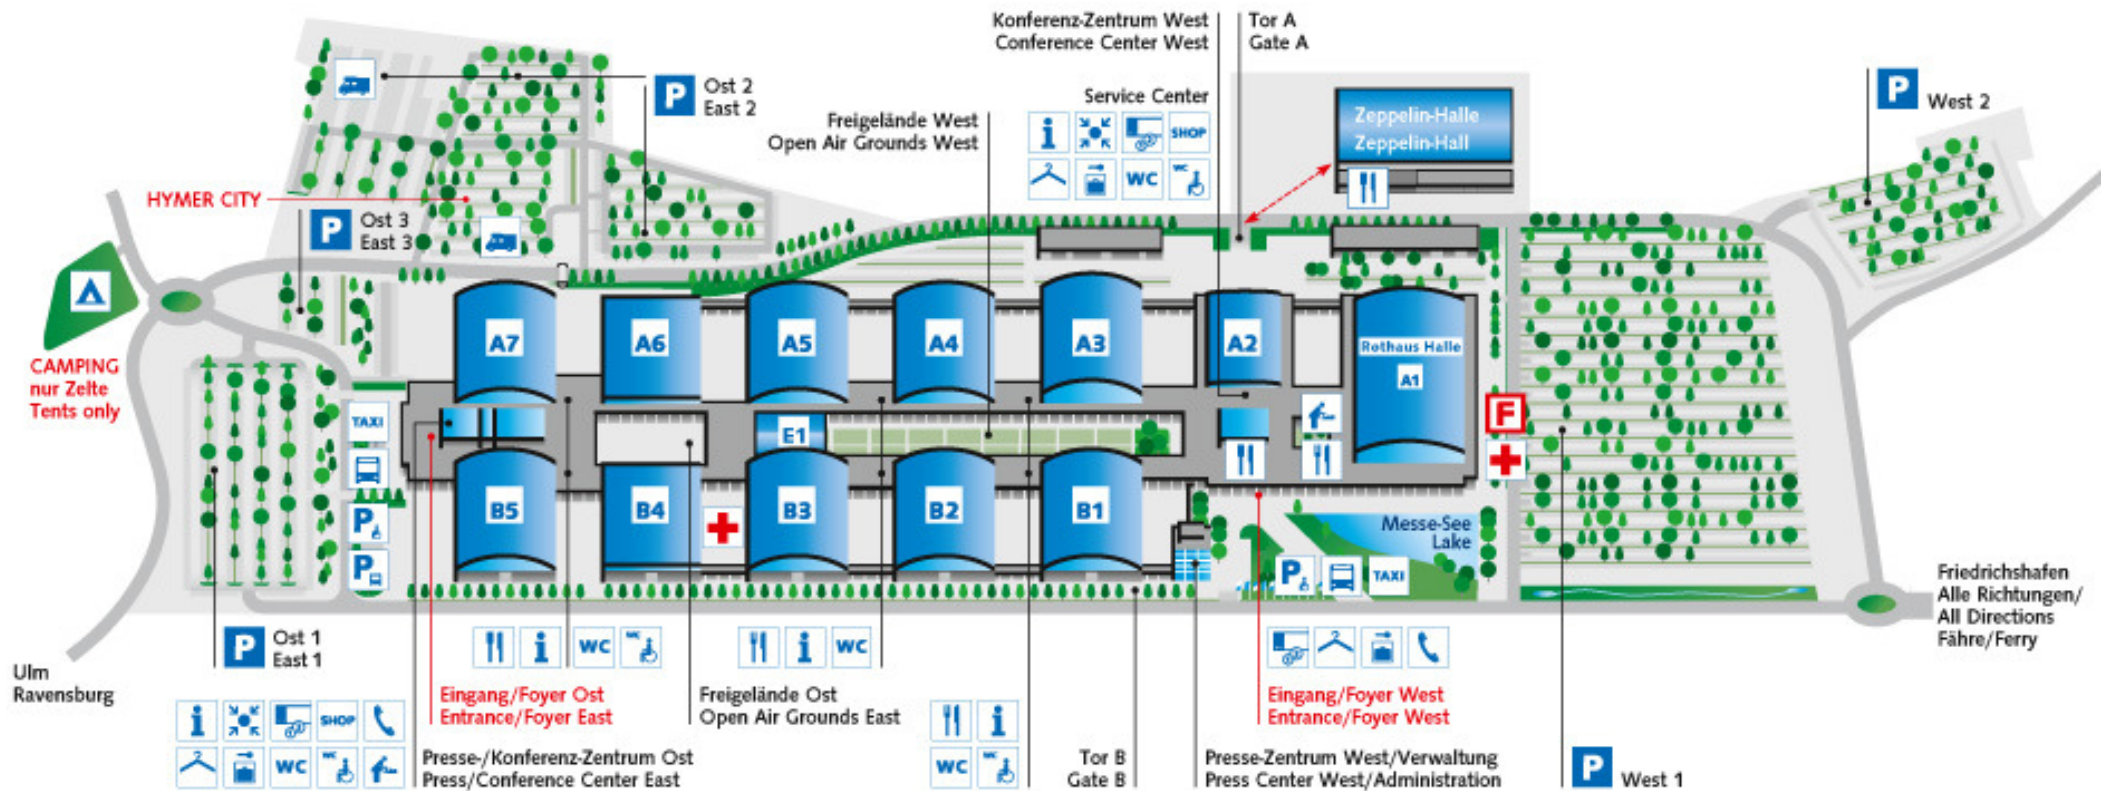 Konferenz-Zentrum West
Conference Center West
Tor A
Gate A
P
Ost 2
East 2
Service Center
Freigelände West
Open Air Grounds West
i
SHOP
WC
WC
Zeppelin-Halle
Zeppelin-Hall
P
West 2
HYMER CITY
P
Ost 3
East 3
CAMPING
nur Zelte
Tents only
A7
A6
A5
A4
A3
A2
Rothaus Halle
A1
TAXI
E1
F
B5
B4
B3
B2
B1
P
P
Messe-See
Lake
P
TAXI
Friedrichshafen
Alle Richtungen/
All Directions
Fähre/Ferry
Ulm
Ravensburg
P
Ost 1
East 1
i
WC
WC
i
WC
Eingang/Foyer Ost
Entrance/Foyer East
Freigelände Ost
Open Air Grounds East
Eingang/Foyer West
Entrance/Foyer West
i
SHOP
WC
WC
i
WC
WC
Presse-/Konferenz-Zentrum Ost
Press/Conference Center East
Tor B
Gate B
Presse-Zentrum West/Verwaltung
Press Center West/Administration
P
West 1